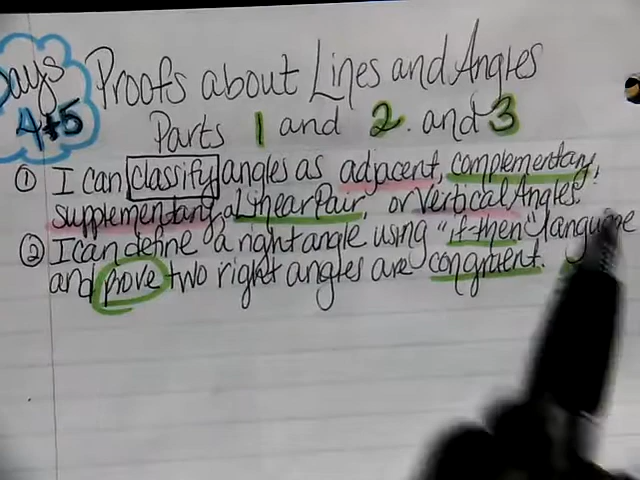 Days
4+5
Proofs about Lines and Angles
Parts 1 and 2. and 3
① I can classify angles as adjacent, complementary,
supplementary, a linear Pair, or Vertical Angles.
② I can define a right angle using "if-then" language
and prove two right angles are congruent.